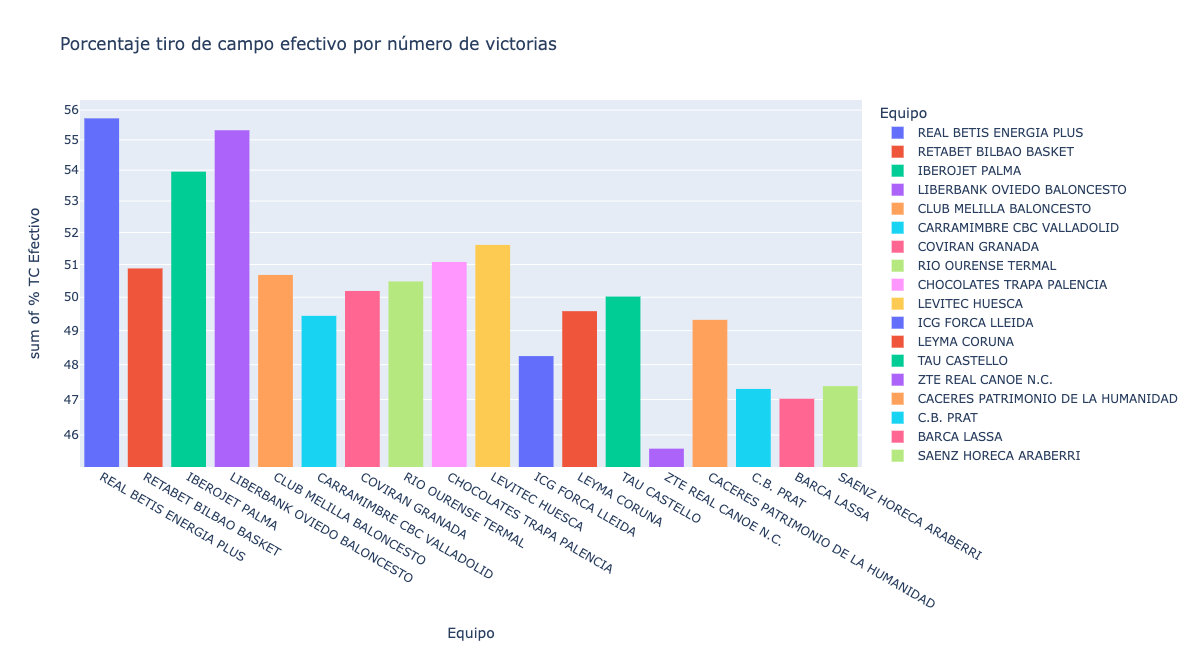 Porcentaje tiro de campo efectivo por número de victorias
sum of % TC Efectivo
56
55
54
53
52
51
50
49
48
47
46
REAL BETIS ENERGIA PLUS
RETABET BILBAO BASKET
IBEROJET PALMA
LIBERBANK OVIEDO BALONCESTO
CLUB MELILLA BALONCESTO
CARRAMIMBRE CBC VALLADOLID
COVIRAN GRANADA
RIO OURENSE TERMAL
CHOCOLATES TRAPA PALENCIA
LEVITEC HUESCA
ICG FORCA LLEIDA
LEYMA CORUNA
TAU CASTELLO
ZTE REAL CANOE N.C.
CACERES PATRIMONIO DE LA HUMANIDAD
C.B. PRAT
BARCA LASSA
SAENZ HORECA ARABERRI
Equipo
Equipo
REAL BETIS ENERGIA PLUS
RETABET BILBAO BASKET
IBEROJET PALMA
LIBERBANK OVIEDO BALONCESTO
CLUB MELILLA BALONCESTO
CARRAMIMBRE CBC VALLADOLID
COVIRAN GRANADA
RIO OURENSE TERMAL
CHOCOLATES TRAPA PALENCIA
LEVITEC HUESCA
ICG FORCA LLEIDA
LEYMA CORUNA
TAU CASTELLO
ZTE REAL CANOE N.C.
CACERES PATRIMONIO DE LA HUMANIDAD
C.B. PRAT
BARCA LASSA
SAENZ HORECA ARABERRI